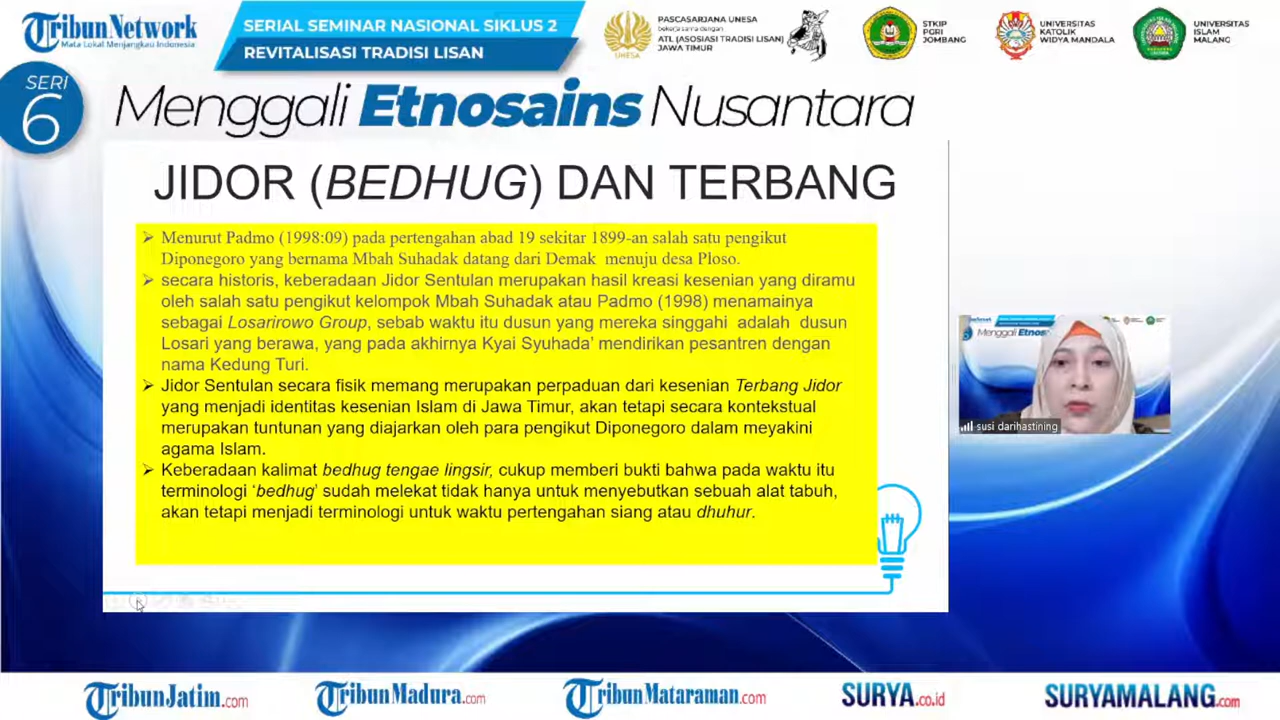 TribunNetwork
Mata Lokal Menjangkau Indonesia
SERIAL SEMINAR NASIONAL SIKLUS 2
REVITALISASI TRADISI LISAN
UNESA
PASCASARJANA UNESA
bekerja sama dengan
ATL (ASOSIASI TRADISI LISAN)
JAWA TIMUR
STKIP
PGRI
JOMBANG
UNIVERSITAS
KATOLIK
WIDYA MANDALA
UNIVERSITAS
ISLAM
MALANG
SERI
6
Menggali Etnosains Nusantara
JIDOR (BEDHUG) DAN TERBANG
Menurut Padmo (1998:09) pada pertengahan abad 19 sekitar 1899-an salah satu pengikut
Diponegoro yang bernama Mbah Suhadak datang dari Demak menuju desa Ploso.
secara historis, keberadaan Jidor Sentulan merupakan hasil kreasi kesenian yang diramu
oleh salah satu pengikut kelompok Mbah Suhadak atau Padmo (1998) menamainya
sebagai Losarirowo Group, sebab waktu itu dusun yang mereka singgahi adalah dusun
Losari yang berawa, yang pada akhirnya Kyai Syuhada’ mendirikan pesantren dengan
nama Kedung Turi.
Jidor Sentulan secara fisik memang merupakan perpaduan dari kesenian Terbang Jidor
yang menjadi identitas kesenian Islam di Jawa Timur, akan tetapi secara kontekstual
merupakan tuntunan yang diajarkan oleh para pengikut Diponegoro dalam meyakini
agama Islam.
Keberadaan kalimat bedhug tengae lingsir, cukup memberi bukti bahwa pada waktu itu
terminologi ‘bedhug’ sudah melekat tidak hanya untuk menyebutkan sebuah alat tabuh,
akan tetapi menjadi terminologi untuk waktu pertengahan siang atau dhuhur.
Menggali Etnos
susi darihastining
TribunJatim.com
TribunMadura.com
TribunMataraman.com
SURYA.co.id
SURYAMALANG.com